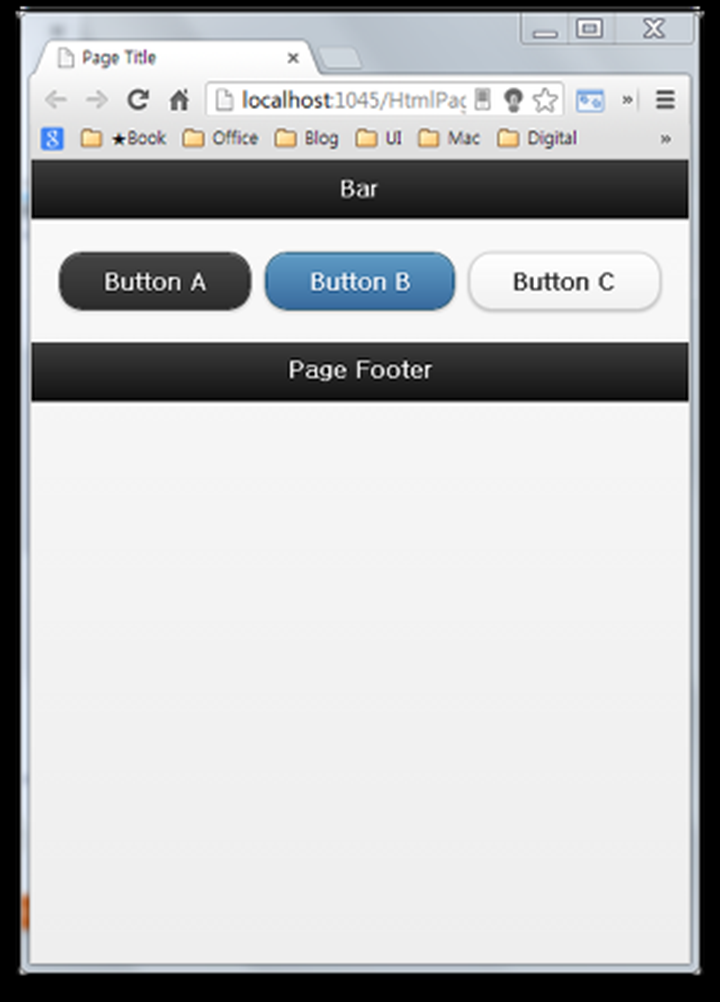 Page Title
localhost:1045/HtmlPag
★Book Office Blog UI Mac Digital
Bar
Button A Button B Button C
Page Footer